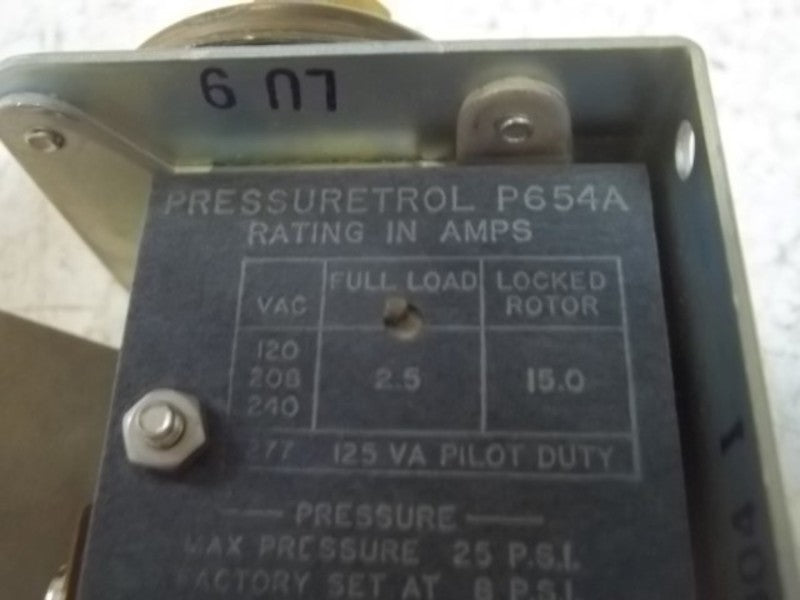 6 U7
PRESSURETROL P654A
RATING IN AMPS
VAC FULL LOAD LOCKED ROTOR
120
208 2.5 15.0
240
277 125 VA PILOT DUTY
PRESSURE
MAX PRESSURE 25 P.S.I.
FACTORY SET AT 8 P.S.I.